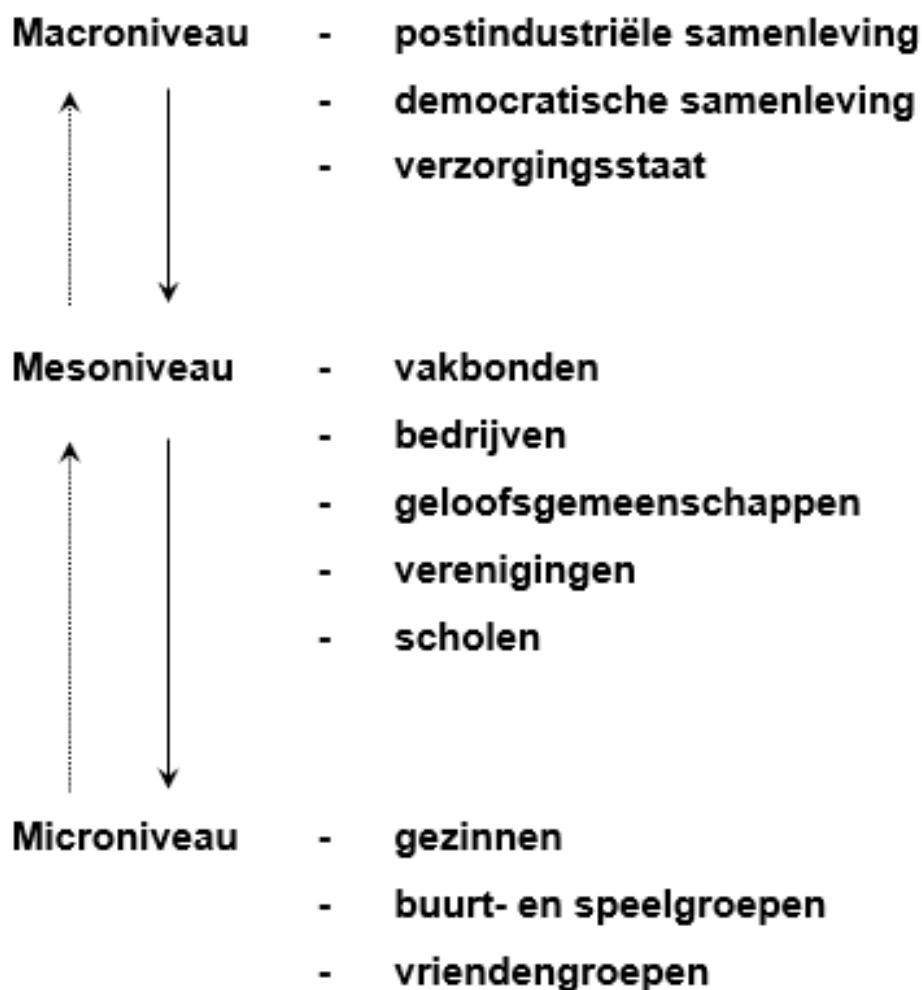 Macroniveau - postindustriële samenleving
- democratische samenleving
- verzorgingsstaat
Mesoniveau - vakbonden
- bedrijven
- geloofsgemeenschappen
- verenigingen
- scholen
Microniveau - gezinnen
- buurt- en speelgroepen
- vriendengroepen